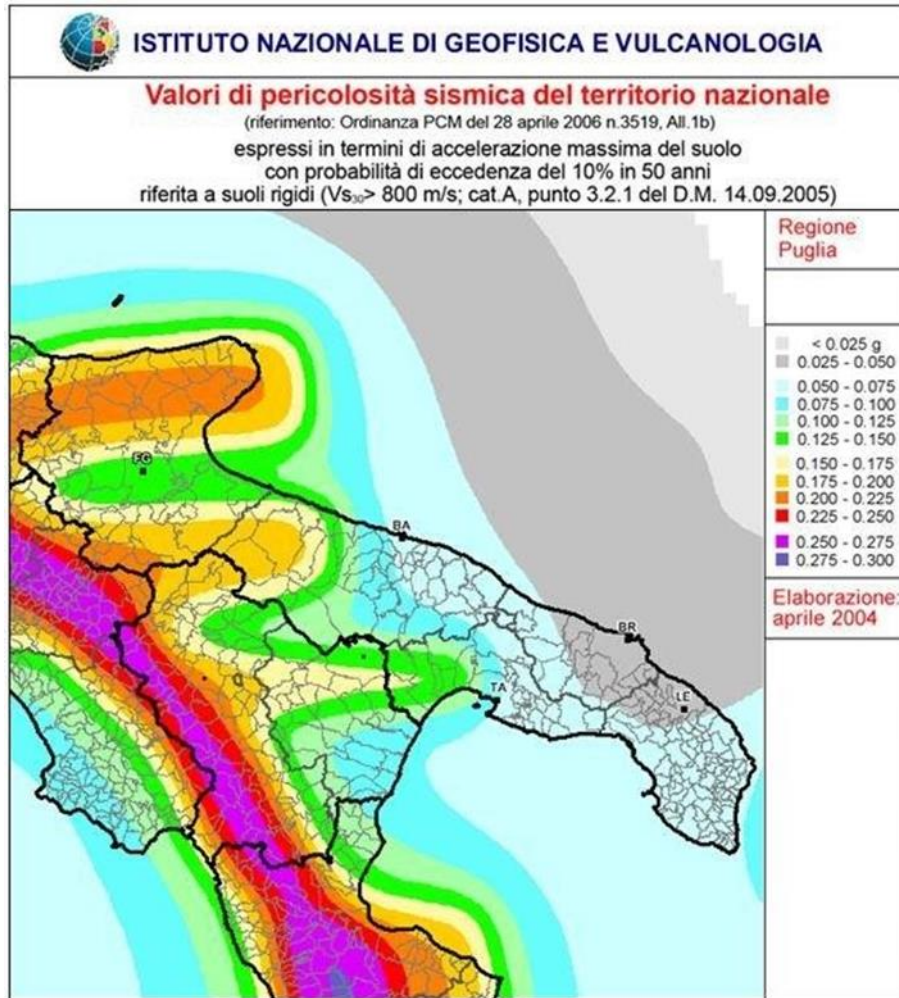 ISTITUTO NAZIONALE DI GEOFISICA E VULCANOLOGIA
Valori di pericolosità sismica del territorio nazionale
(riferimento: Ordinanza PCM del 28 aprile 2006 n.3519, All.1b)
espressi in termini di accelerazione massima del suolo
con probabilità di eccedenza del 10% in 50 anni
riferita a suoli rigidi (Vs₃₀> 800 m/s; cat.A, punto 3.2.1 del D.M. 14.09.2005)
Regione
Puglia
< 0.025 g
0.025 - 0.050
0.050 - 0.075
0.075 - 0.100
0.100 - 0.125
0.125 - 0.150
0.150 - 0.175
0.175 - 0.200
0.200 - 0.225
0.225 - 0.250
0.250 - 0.275
0.275 - 0.300
Elaborazione:
aprile 2004
FG
BA
BR
TA
LE